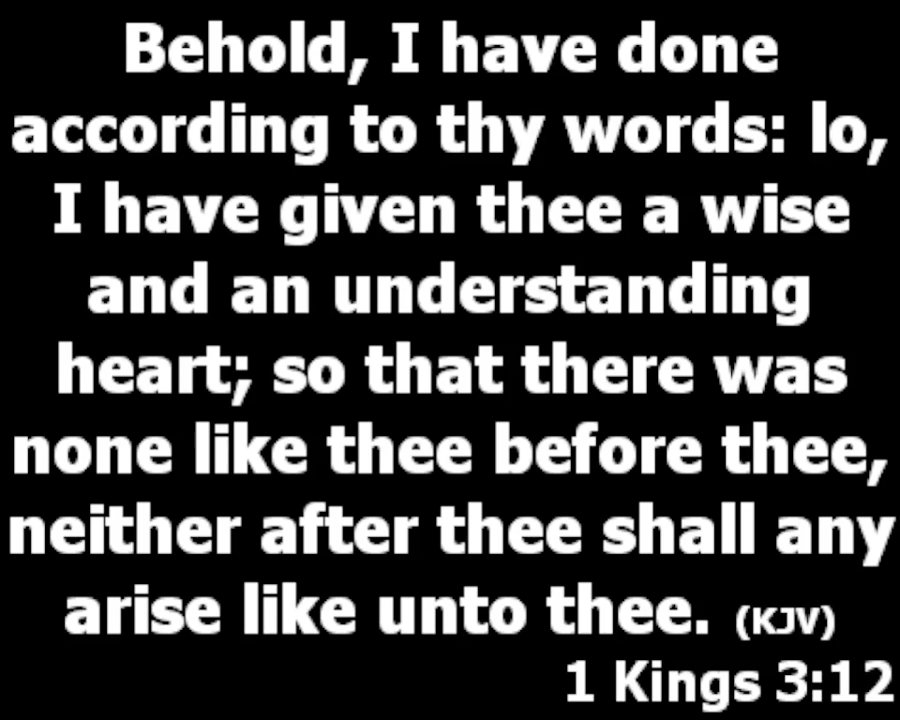 Behold, I have done
according to thy words: lo,
I have given thee a wise
and an understanding
heart; so that there was
none like thee before thee,
neither after thee shall any
arise like unto thee. (KJV)
1 Kings 3:12